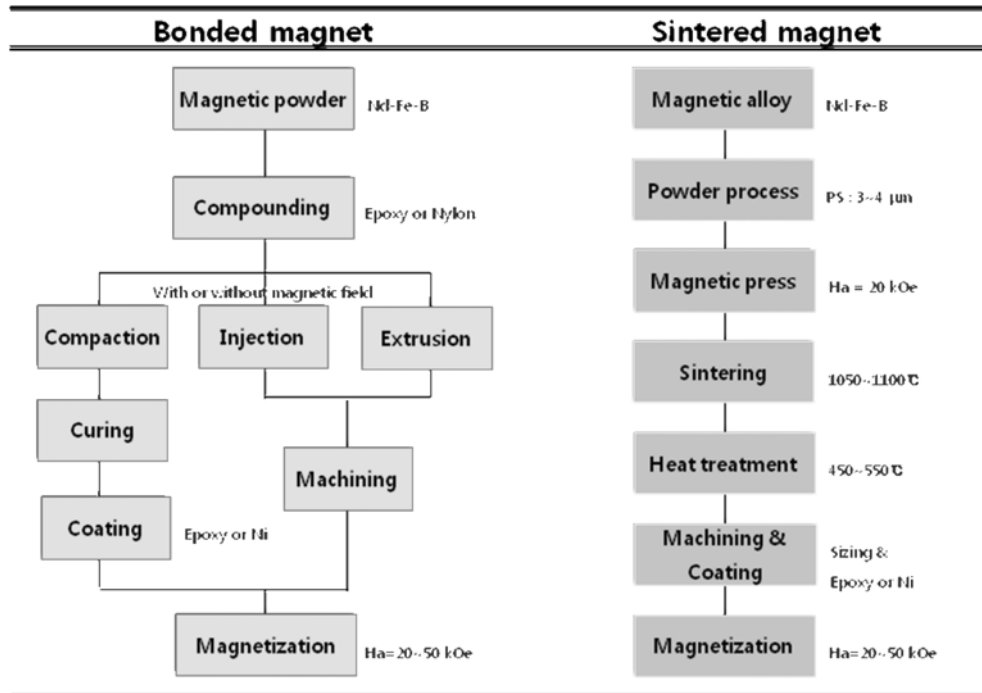 Bonded magnet
Magnetic powder
Nd-Fe-B
Compounding
Epoxy or Nylon
With or without magnetic field
Compaction
Injection
Extrusion
Curing
Machining
Coating
Epoxy or Ni
Magnetization
Ha=20~50 kOe
Sintered magnet
Magnetic alloy
Nd-Fe-B
Powder process
PS : 3~4 μm
Magnetic press
Ha = 20 kOe
Sintering
1050~1100℃
Heat treatment
450~550℃
Machining &
Coating
Sizing &
Epoxy or Ni
Magnetization
Ha=20~50 kOe